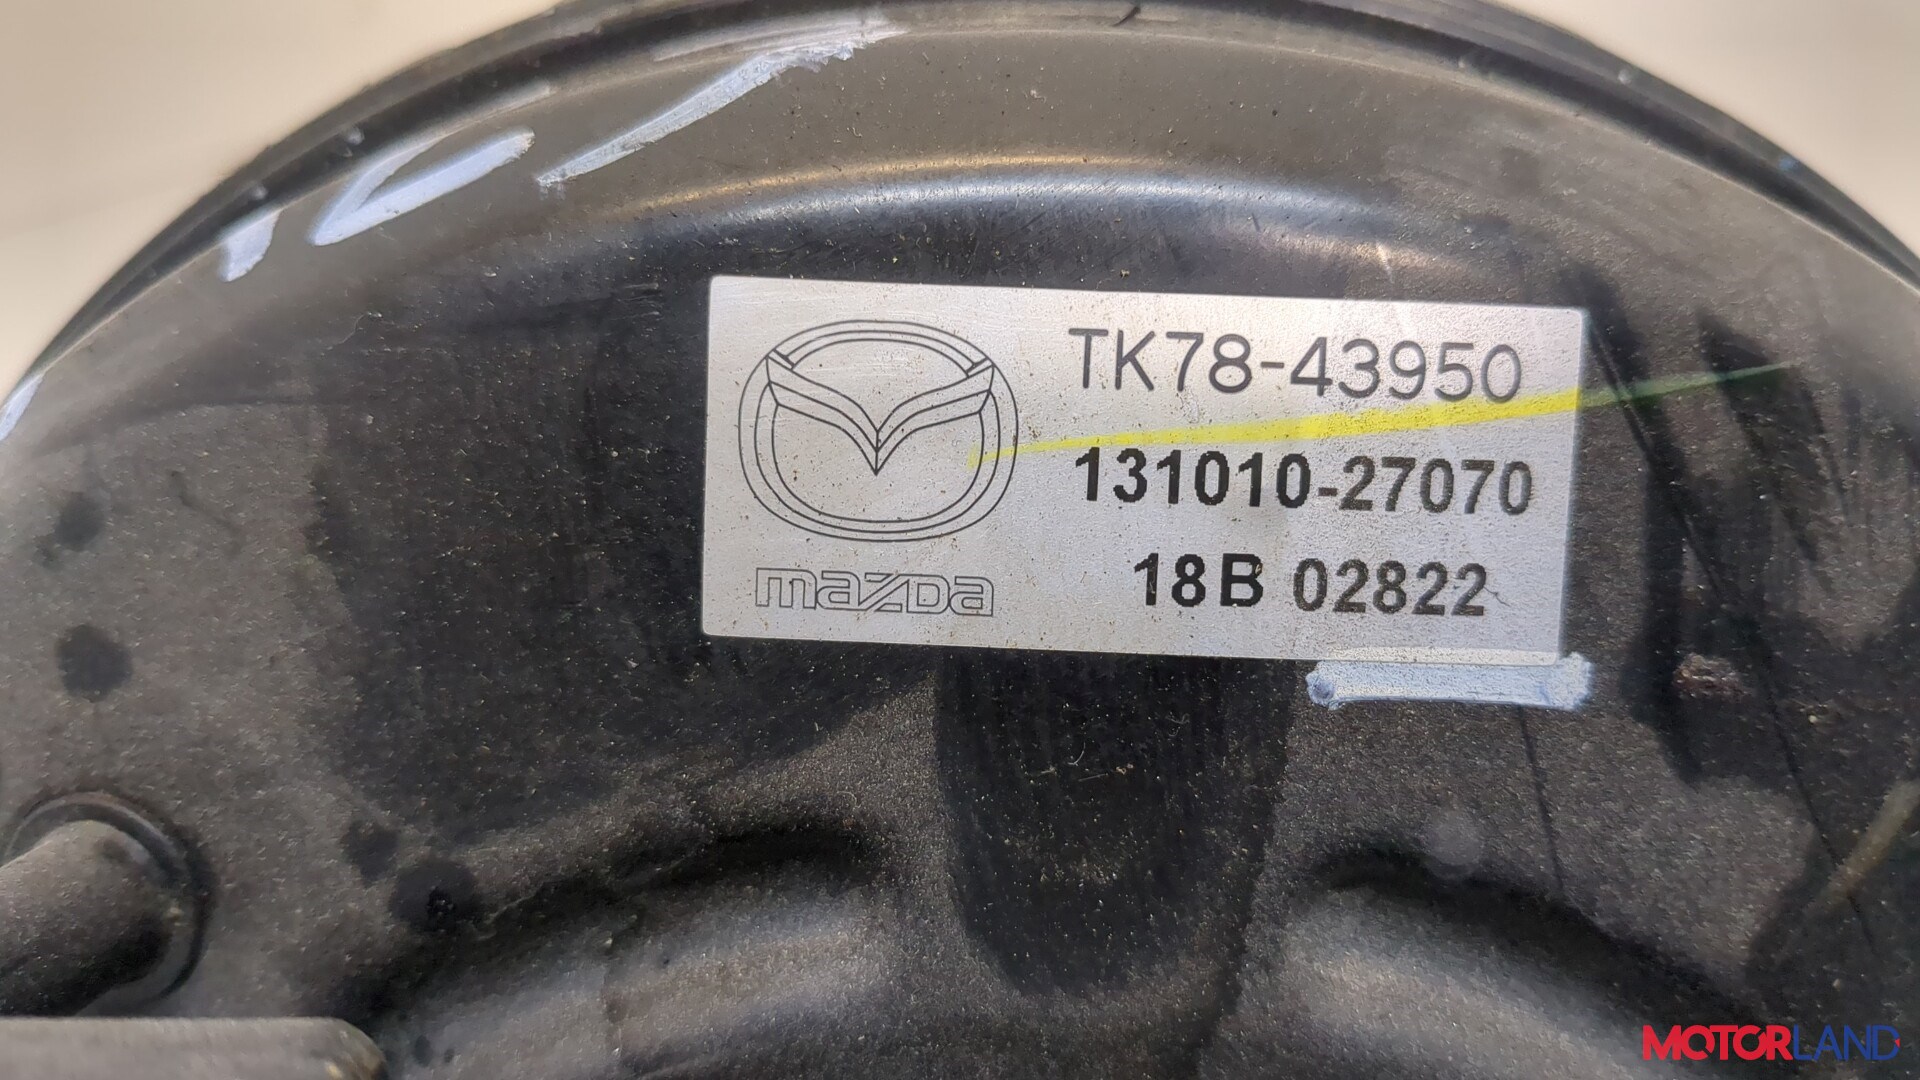 TK78-43950
131010-27070
18B 02822
mazda
MOTORLAND